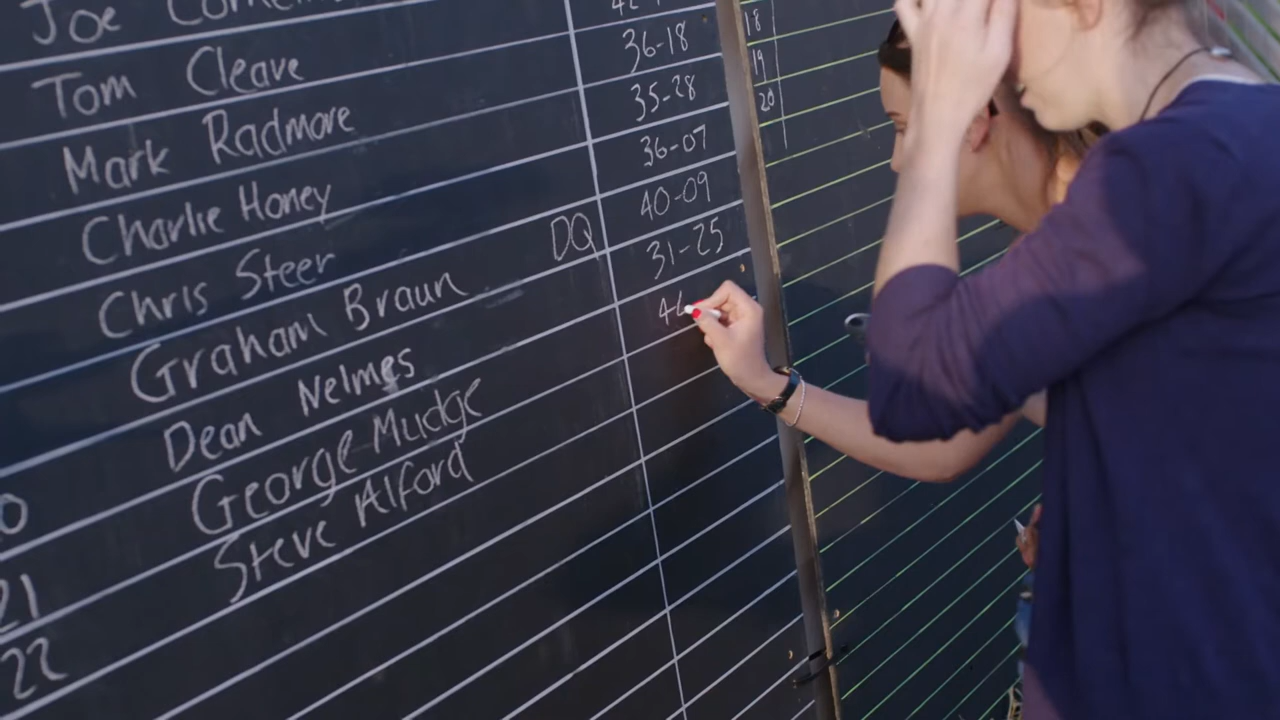 Joe
Tom Cleave
Mark Radmore 36-18 18
Charlie Honey 35-28 19
Chris Steer 36-07 20
Graham Braun DQ 40-09
0 Dean Nelmes 31-25
21 George Mudge 46
22 Steve Alford